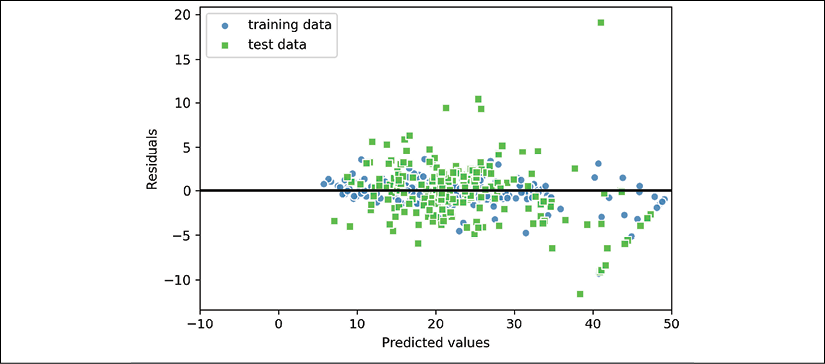 20
15
10
5
0
−5
−10
Residuals
training data
test data
−10 0 10 20 30 40 50
Predicted values